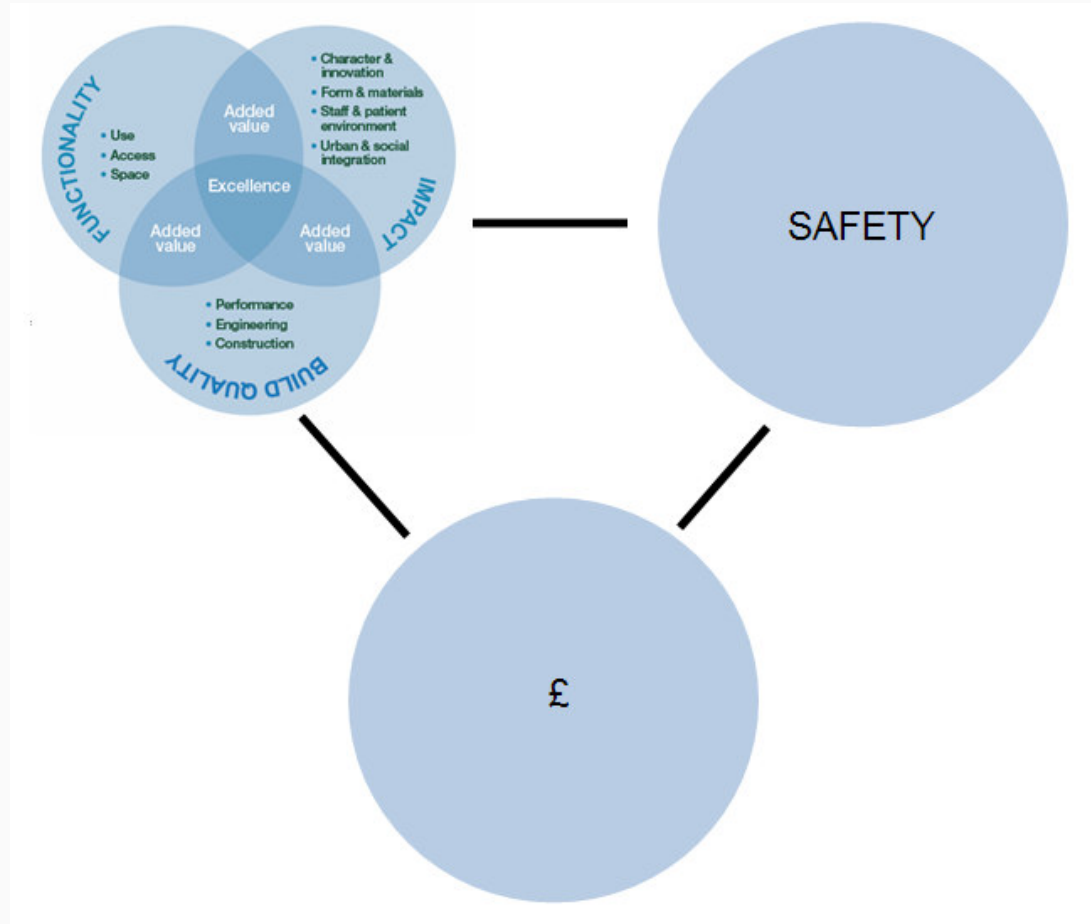 FUNCTIONALITY
• Use
• Access
• Space
Added
value
• Character &
innovation
• Form & materials
• Staff & patient
environment
• Urban & social
integration
IMPACT
Excellence
Added
value
Added
value
• Performance
• Engineering
• Construction
BUILD QUALITY
SAFETY
£